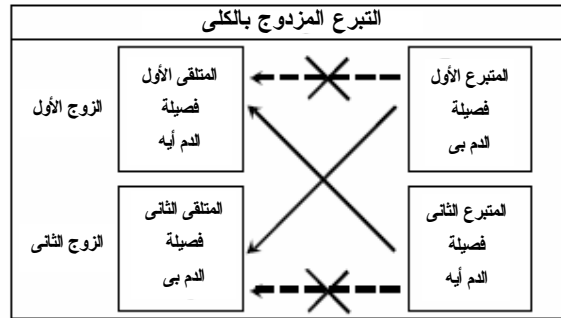 التبرع المزدوج بالكلى
المتبرع الأول
فصيلة
الدم بى
المتلقى الأول
فصيلة
الدم أيه
الزوج الأول
المتبرع الثانى
فصيلة
الدم أيه
المتلقى الثانى
فصيلة
الدم بى
الزوج الثانى